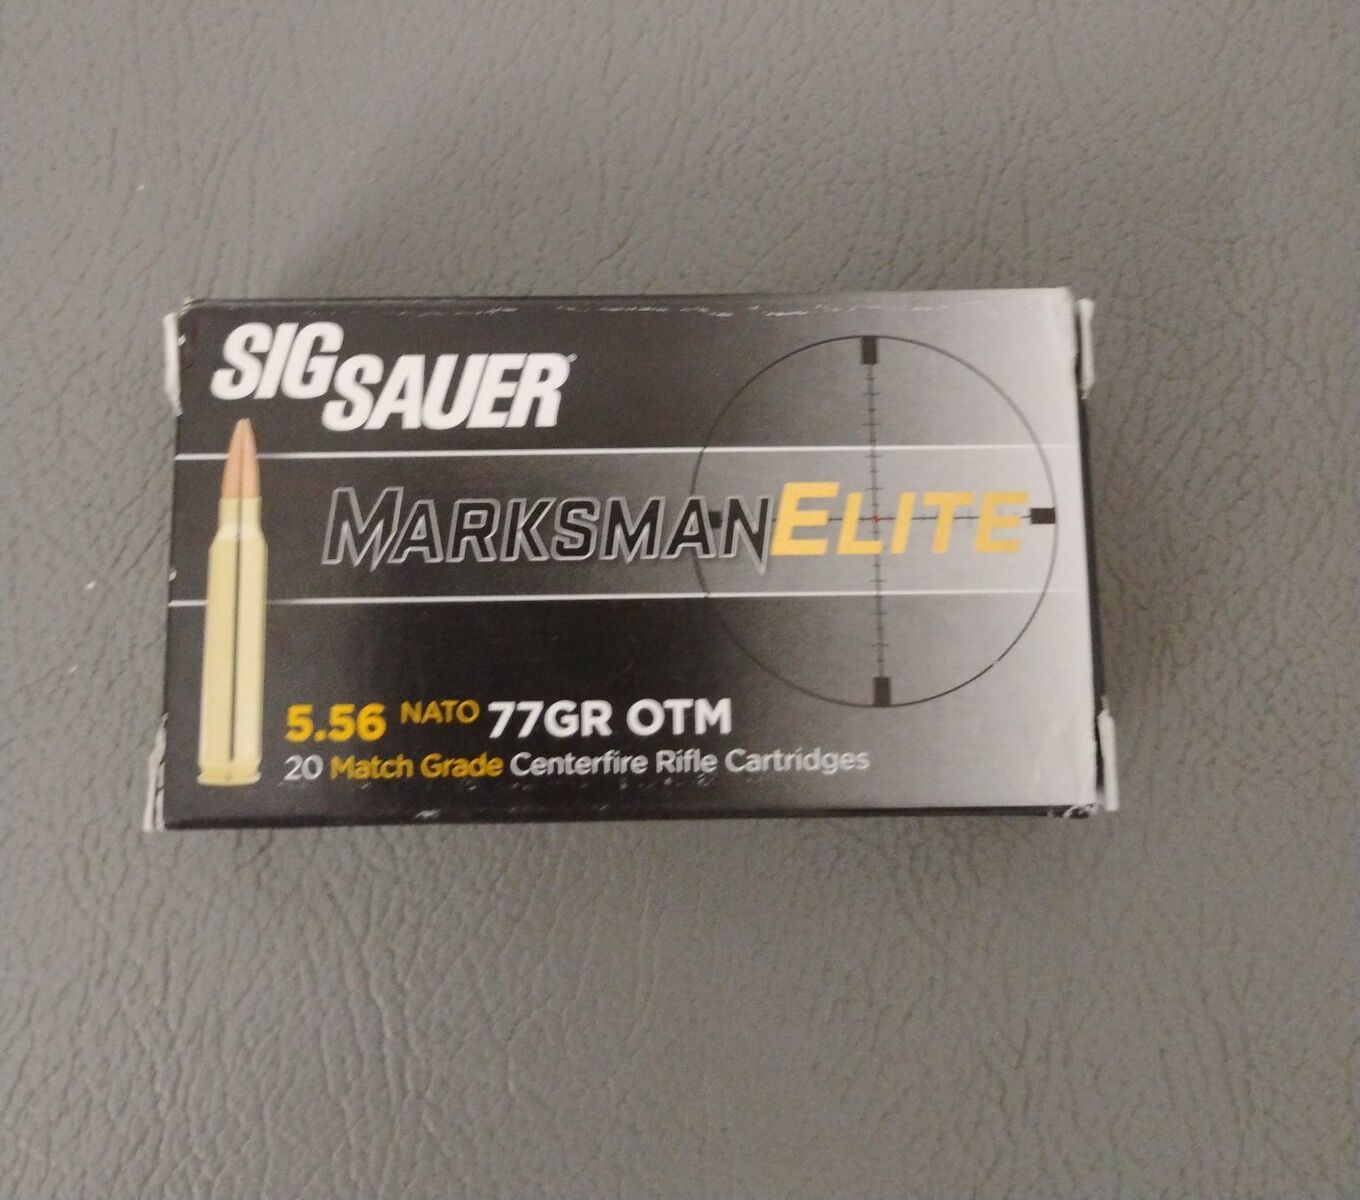 SIG SAUER
MARKSMANELITE
5.56 NATO 77GR OTM
20 Match Grade Centerfire Rifle Cartridges